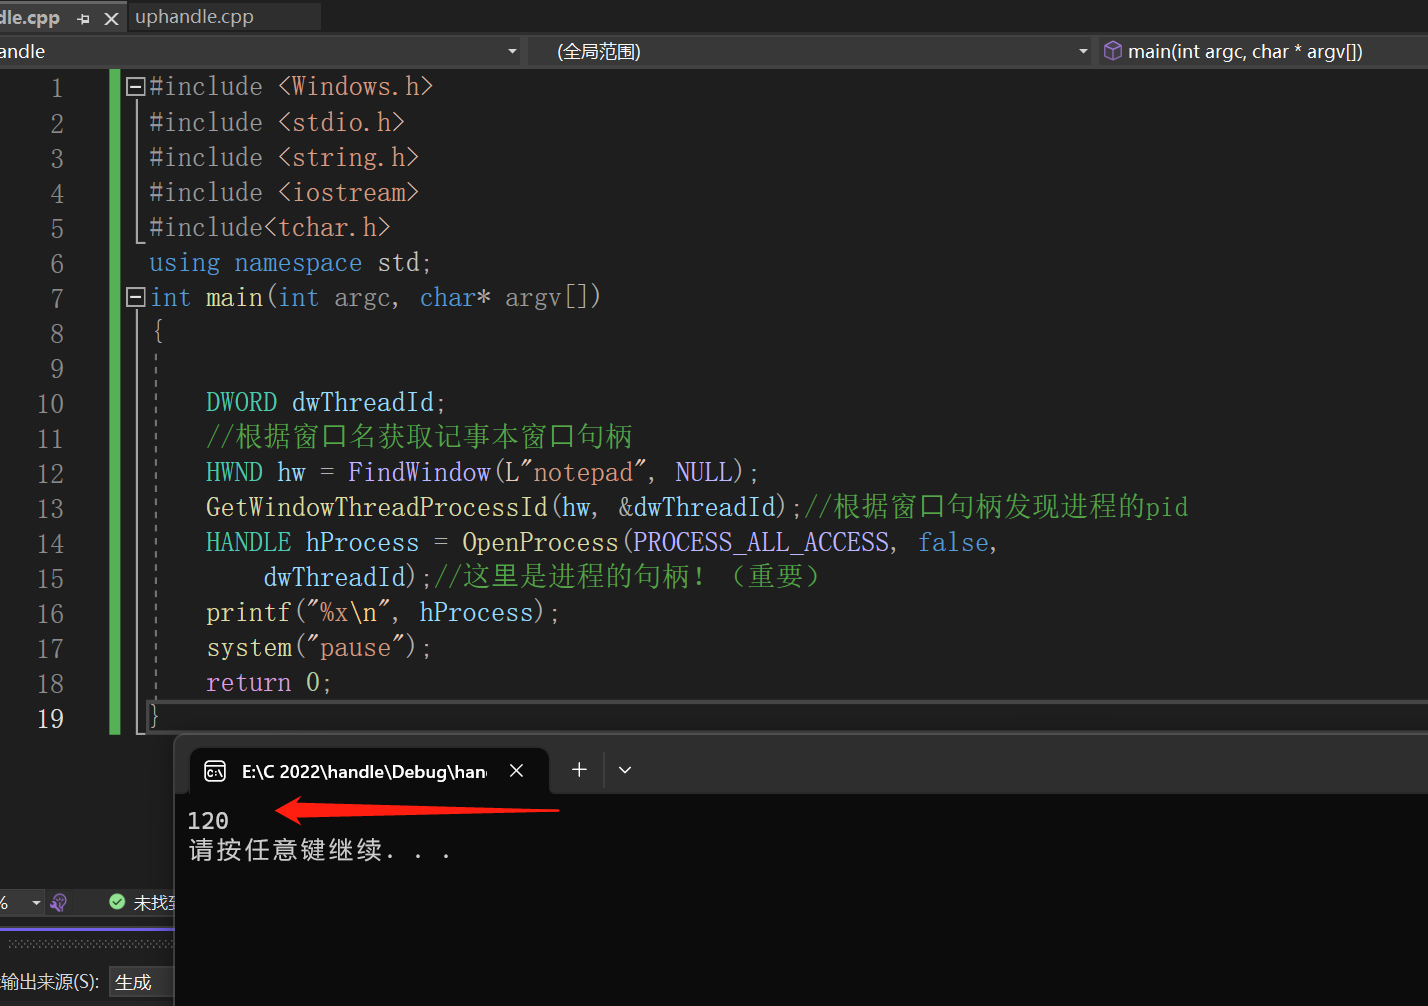 dle.cpp uphandle.cpp
andle (全局范围) main(int argc, char * argv[])
1 #include <Windows.h>
2 #include <stdio.h>
3 #include <string.h>
4 #include <iostream>
5 #include<tchar.h>
6 using namespace std;
7 int main(int argc, char* argv[])
8 {
9
10 DWORD dwThreadId;
11 //根据窗口名获取记事本窗口句柄
12 HWND hw = FindWindow(L"notepad", NULL);
13 GetWindowThreadProcessId(hw, &dwThreadId);//根据窗口句柄发现进程的pid
14 HANDLE hProcess = OpenProcess(PROCESS_ALL_ACCESS, false,
15 dwThreadId);//这里是进程的句柄！（重要）
16 printf("%x\n", hProcess);
17 system("pause");
18 return 0;
19 }
E:\C 2022\handle\Debug\han
120
请按任意键继续. . .
% 未找
输出来源(S): 生成